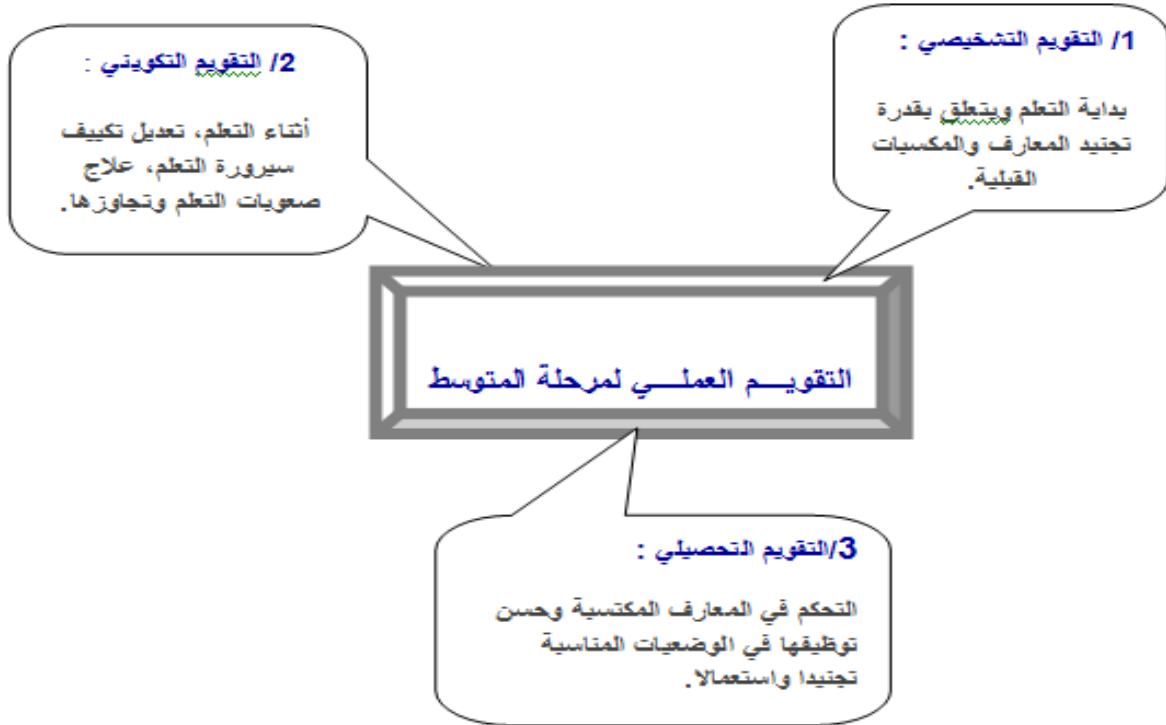 1/ التقويم التشخيصي :
بداية التعلم ويتعلق بقدرة
تجنيد المعارف والمكسبات
القبلية.
2/ التقويم التكويني :
أثناء التعلم، تعديل تكييف
سيرورة التعلم، علاج
صعوبات التعلم وتجاوزها.
التقويـــم العملـــي لمرحلة المتوسط
3/التقويم التحصيلي :
التحكم في المعارف المكتسبة وحسن
توظيفها في الوضعيات المناسبة
تجنيدا واستعمالا.